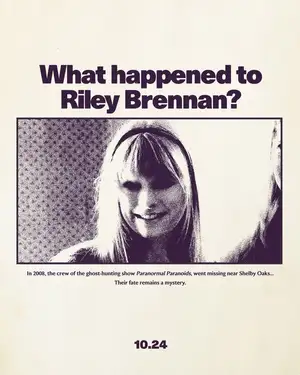 What happened to
Riley Brennan?
In 2008, the crew of the ghost-hunting show Paranormal Paranoids, went missing near Shelby Oaks...
Their fate remains a mystery.
10.24